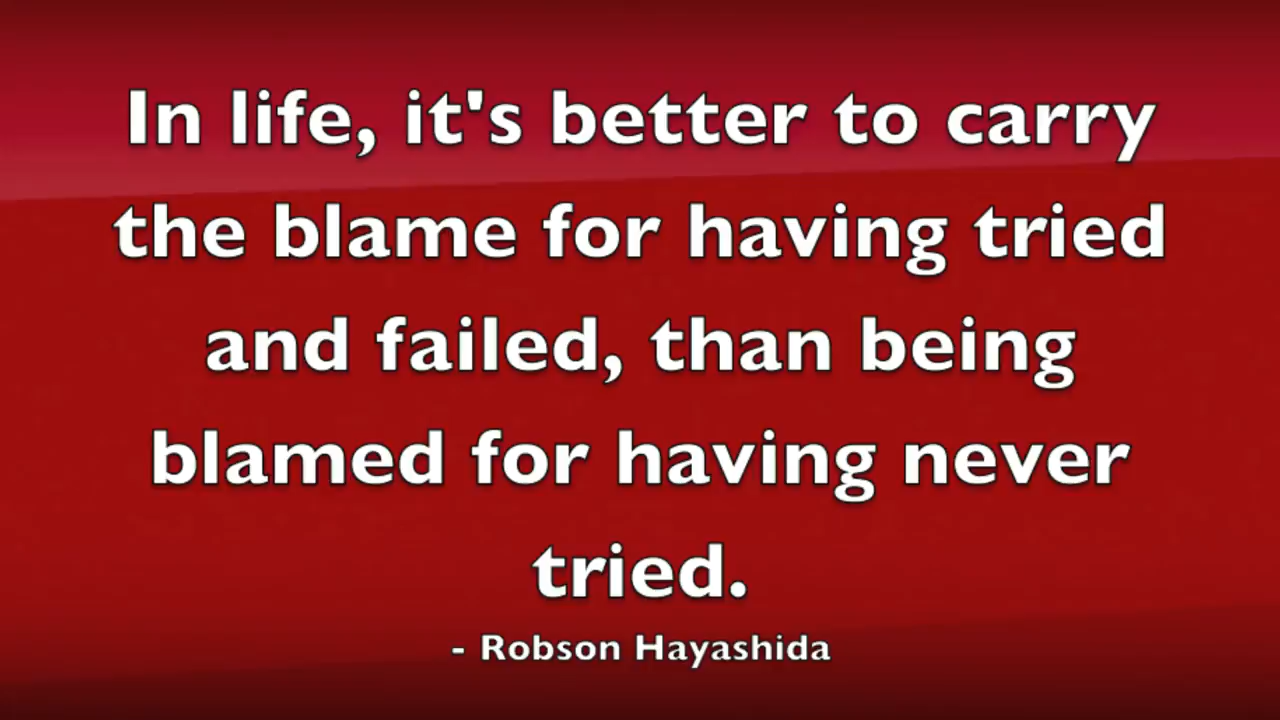 In life, it's better to carry
the blame for having tried
and failed, than being
blamed for having never
tried.
- Robson Hayashida